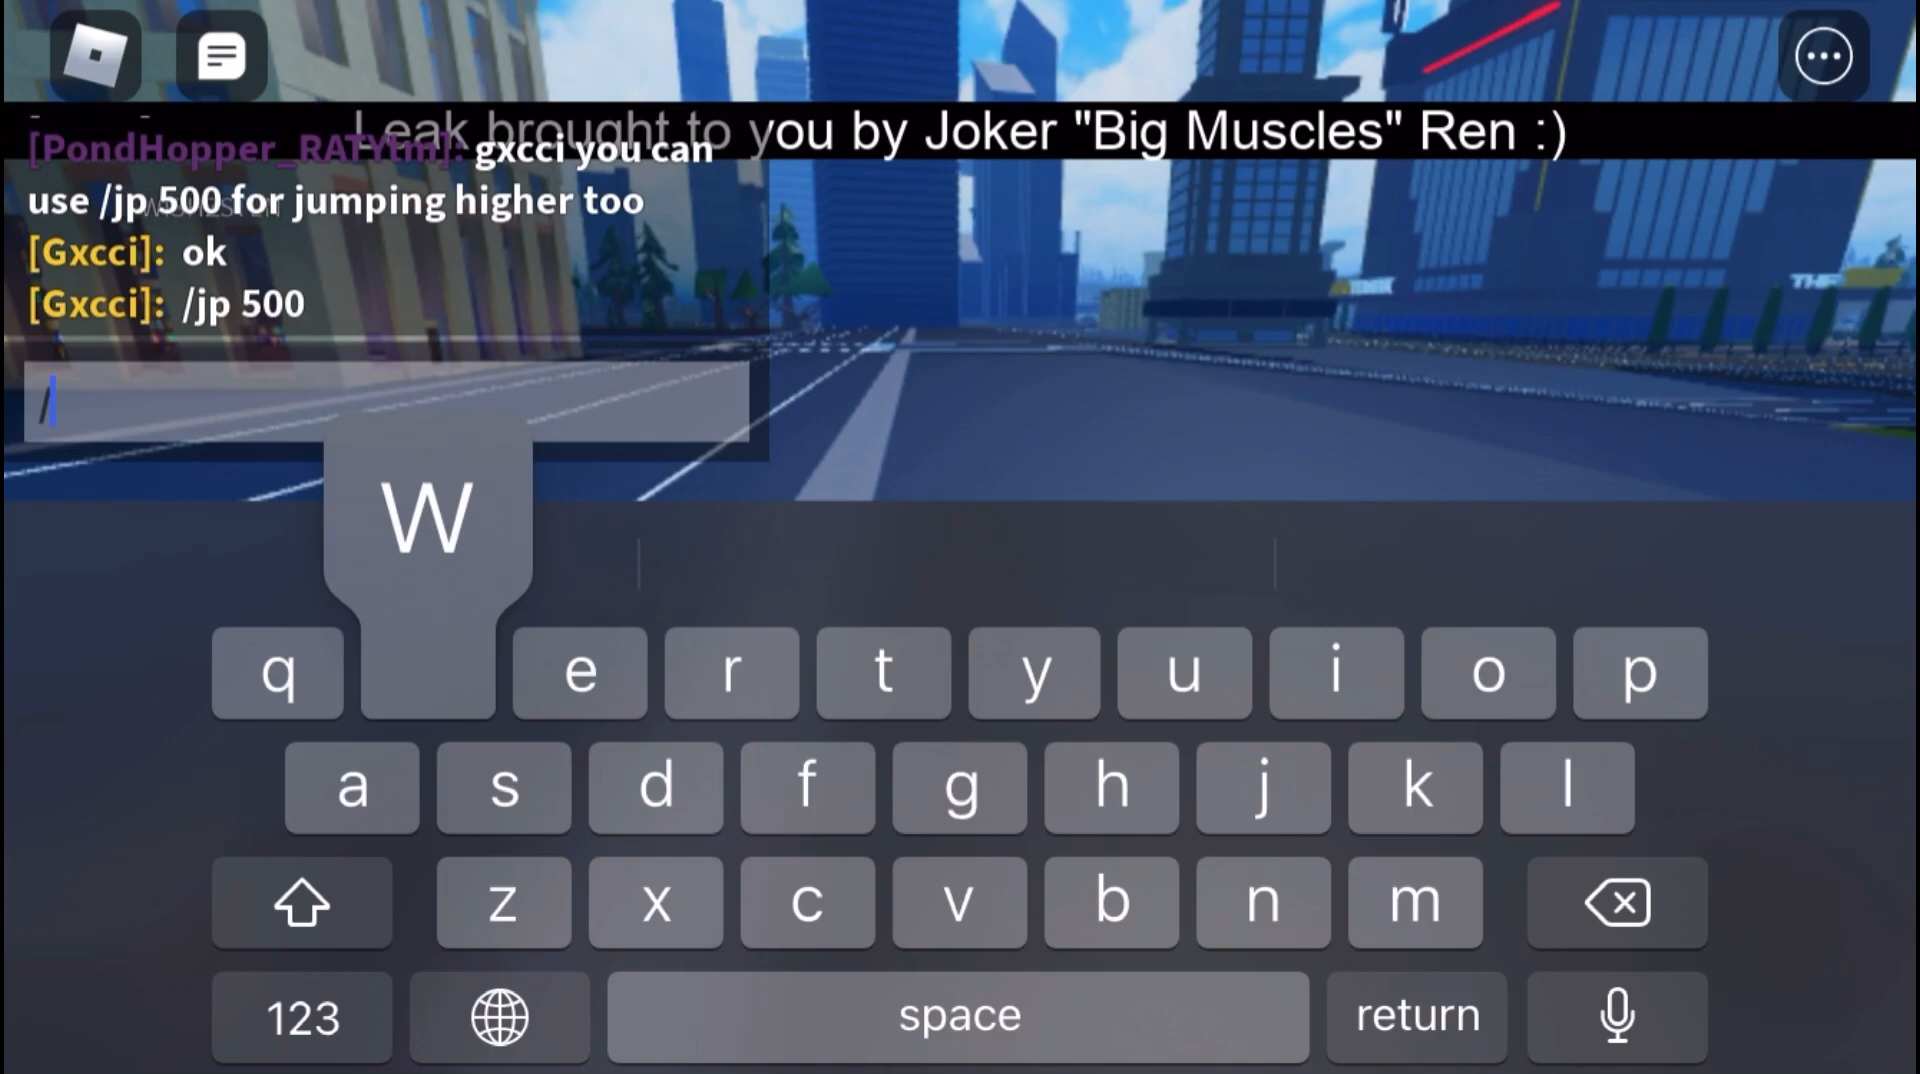 Leak brought to you by Joker "Big Muscles" Ren :)
[PondHopper_RATYtm]: gxcci you can
use /jp 500 for jumping higher too
[Gxcci]: ok
[Gxcci]: /jp 500
/
W
q e r t y u i o p
a s d f g h j k l
z x c v b n m
123 space return